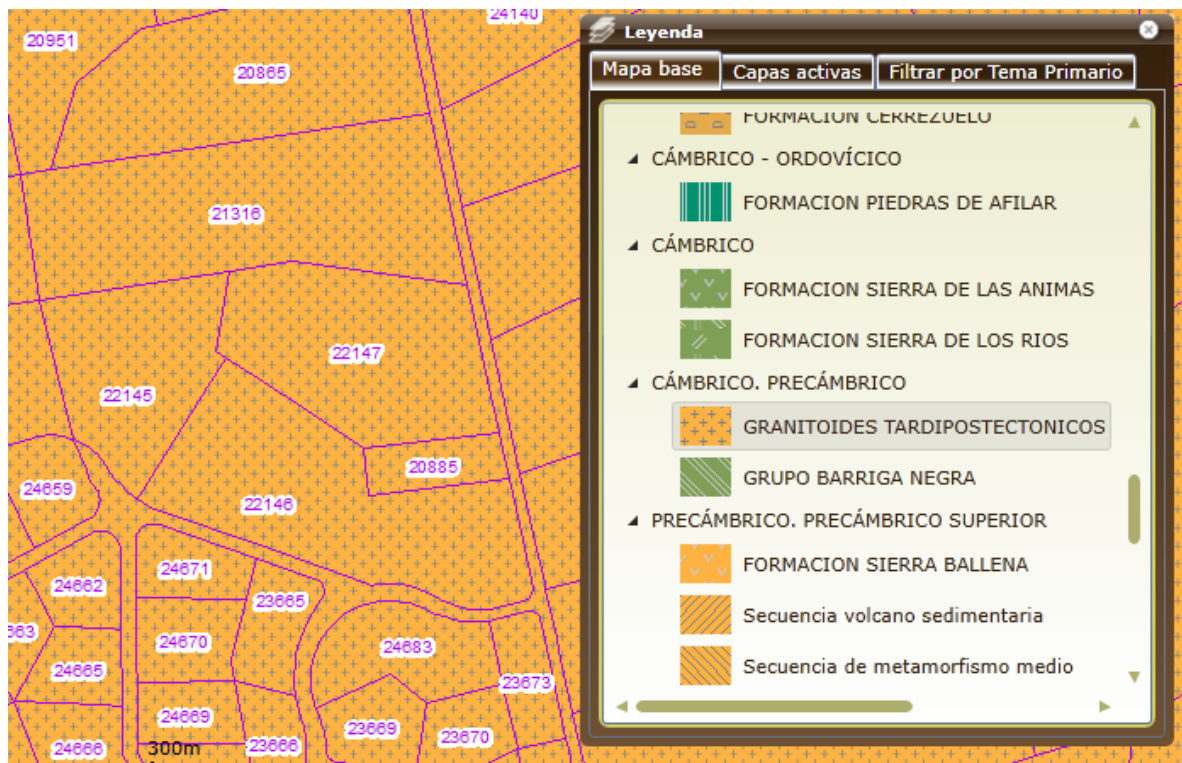 24140
20951
20865
21316
22147
22145
20885
24659
22146
24671
24662
23665
663
24670
24683
24665
23673
24669
23669
23670
24666
300m
23666
Leyenda
Mapa base Capas activas Filtrar por Tema Primario
FORMACION CERREZUELO
CÁMBRICO - ORDOVÍCICO
FORMACION PIEDRAS DE AFILAR
CÁMBRICO
FORMACION SIERRA DE LAS ANIMAS
FORMACION SIERRA DE LOS RIOS
CÁMBRICO. PRECÁMBRICO
GRANITOIDES TARDIPOSTECTONICOS
GRUPO BARRIGA NEGRA
PRECÁMBRICO. PRECÁMBRICO SUPERIOR
FORMACION SIERRA BALLENA
Secuencia volcano sedimentaria
Secuencia de metamorfismo medio